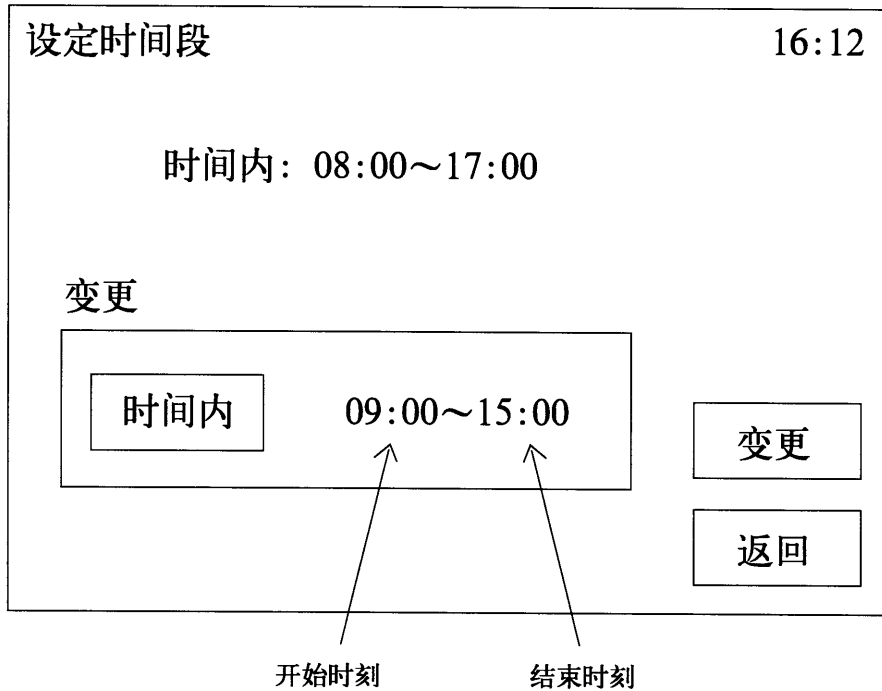 设定时间段 16:12
时间内: 08:00～17:00
变更
时间内 09:00～15:00
变更
返回
开始时刻 结束时刻